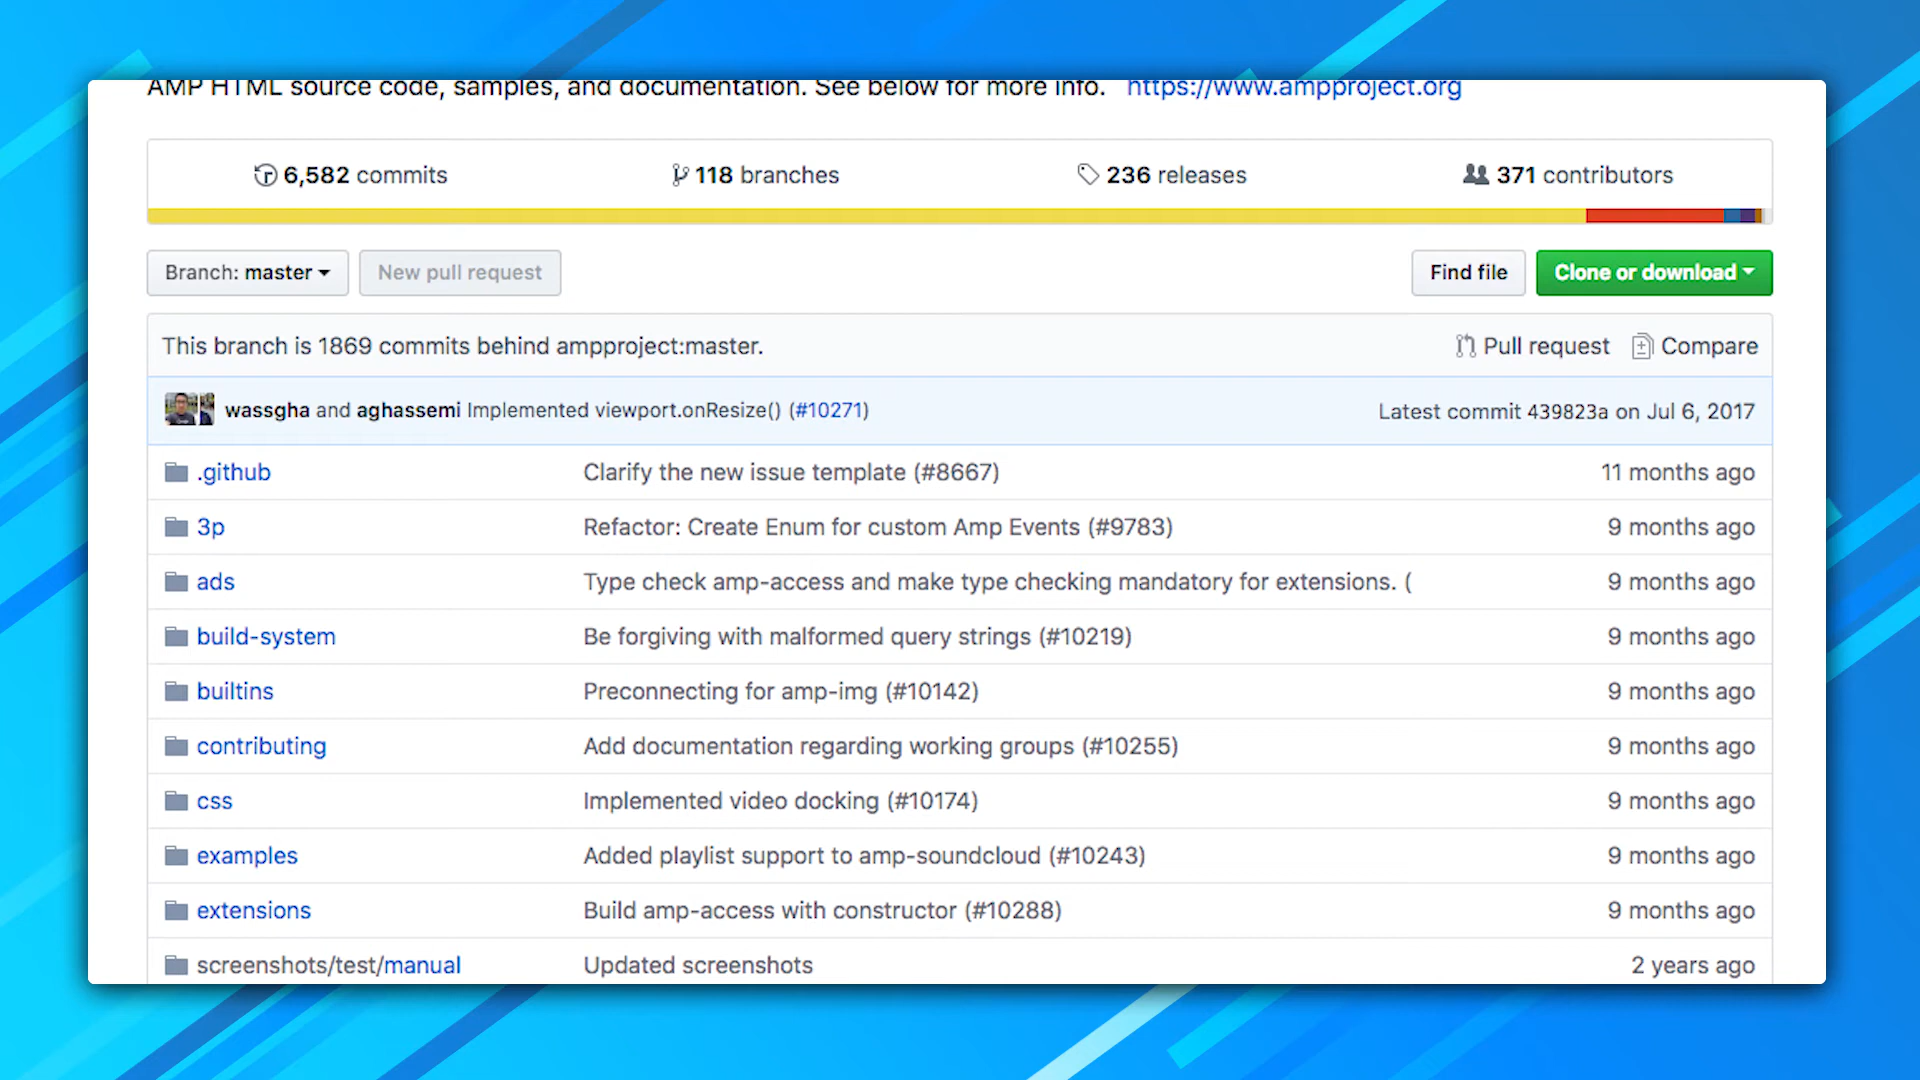 AMP HTML source code, samples, and documentation. See below for more info. https://www.ampproject.org
6,582 commits 118 branches 236 releases 371 contributors
Branch: master New pull request Find file Clone or download
This branch is 1869 commits behind ampproject:master. Pull request Compare
wassgha and aghassemi Implemented viewport.onResize() (#10271) Latest commit 439823a on Jul 6, 2017
.github Clarify the new issue template (#8667) 11 months ago
3p Refactor: Create Enum for custom Amp Events (#9783) 9 months ago
ads Type check amp-access and make type checking mandatory for extensions. ( 9 months ago
build-system Be forgiving with malformed query strings (#10219) 9 months ago
builtins Preconnecting for amp-img (#10142) 9 months ago
contributing Add documentation regarding working groups (#10255) 9 months ago
css Implemented video docking (#10174) 9 months ago
examples Added playlist support to amp-soundcloud (#10243) 9 months ago
extensions Build amp-access with constructor (#10288) 9 months ago
screenshots/test/manual Updated screenshots 2 years ago